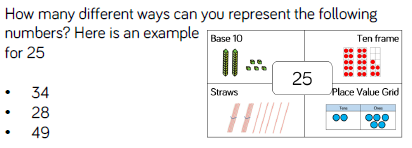 How many different ways can you represent the following
numbers? Here is an example
for 25
Base 10
Ten frame
25
Straws
Place Value Grid
Tens
Ones
• 34
• 28
• 49